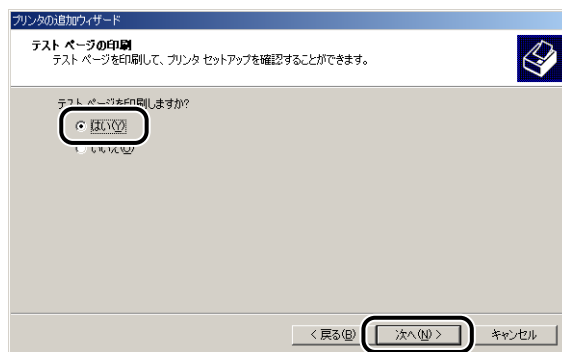 プリンタの追加ウィザード
テスト ページの印刷
テスト ページを印刷して、プリンタ セットアップを確認することができます。
テスト ページを印刷しますか?
はい(Y)
いいえ(O)
< 戻る(B)
次へ(N) >
キャンセル